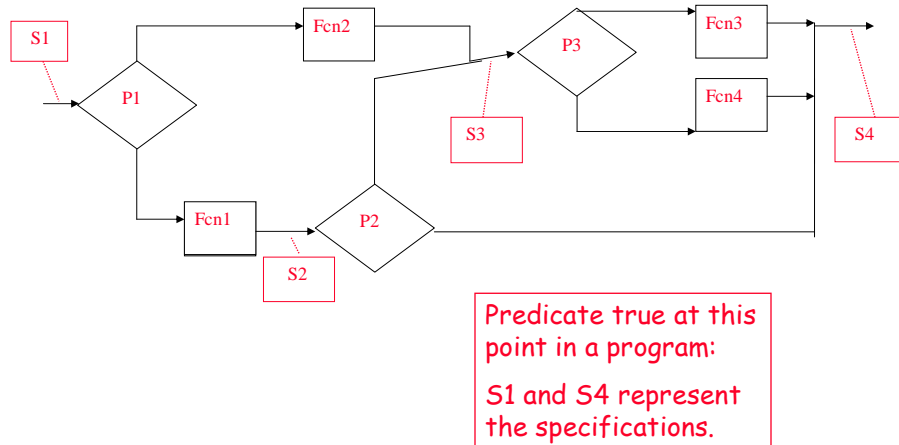 S1
P1
Fcn2
P3
Fcn3
Fcn4
S3
S4
Fcn1
P2
S2
Predicate true at this
point in a program:
S1 and S4 represent
the specifications.